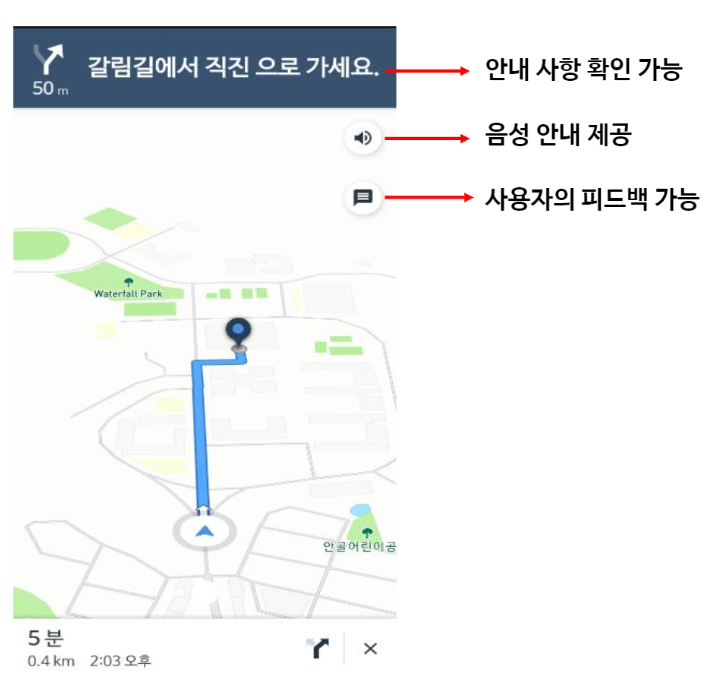 갈림길에서 직진 으로 가세요.
50 m
안내 사항 확인 가능
음성 안내 제공
사용자의 피드백 가능
Waterfall Park
안골어린이공
5 분
0.4 km 2:03 오후